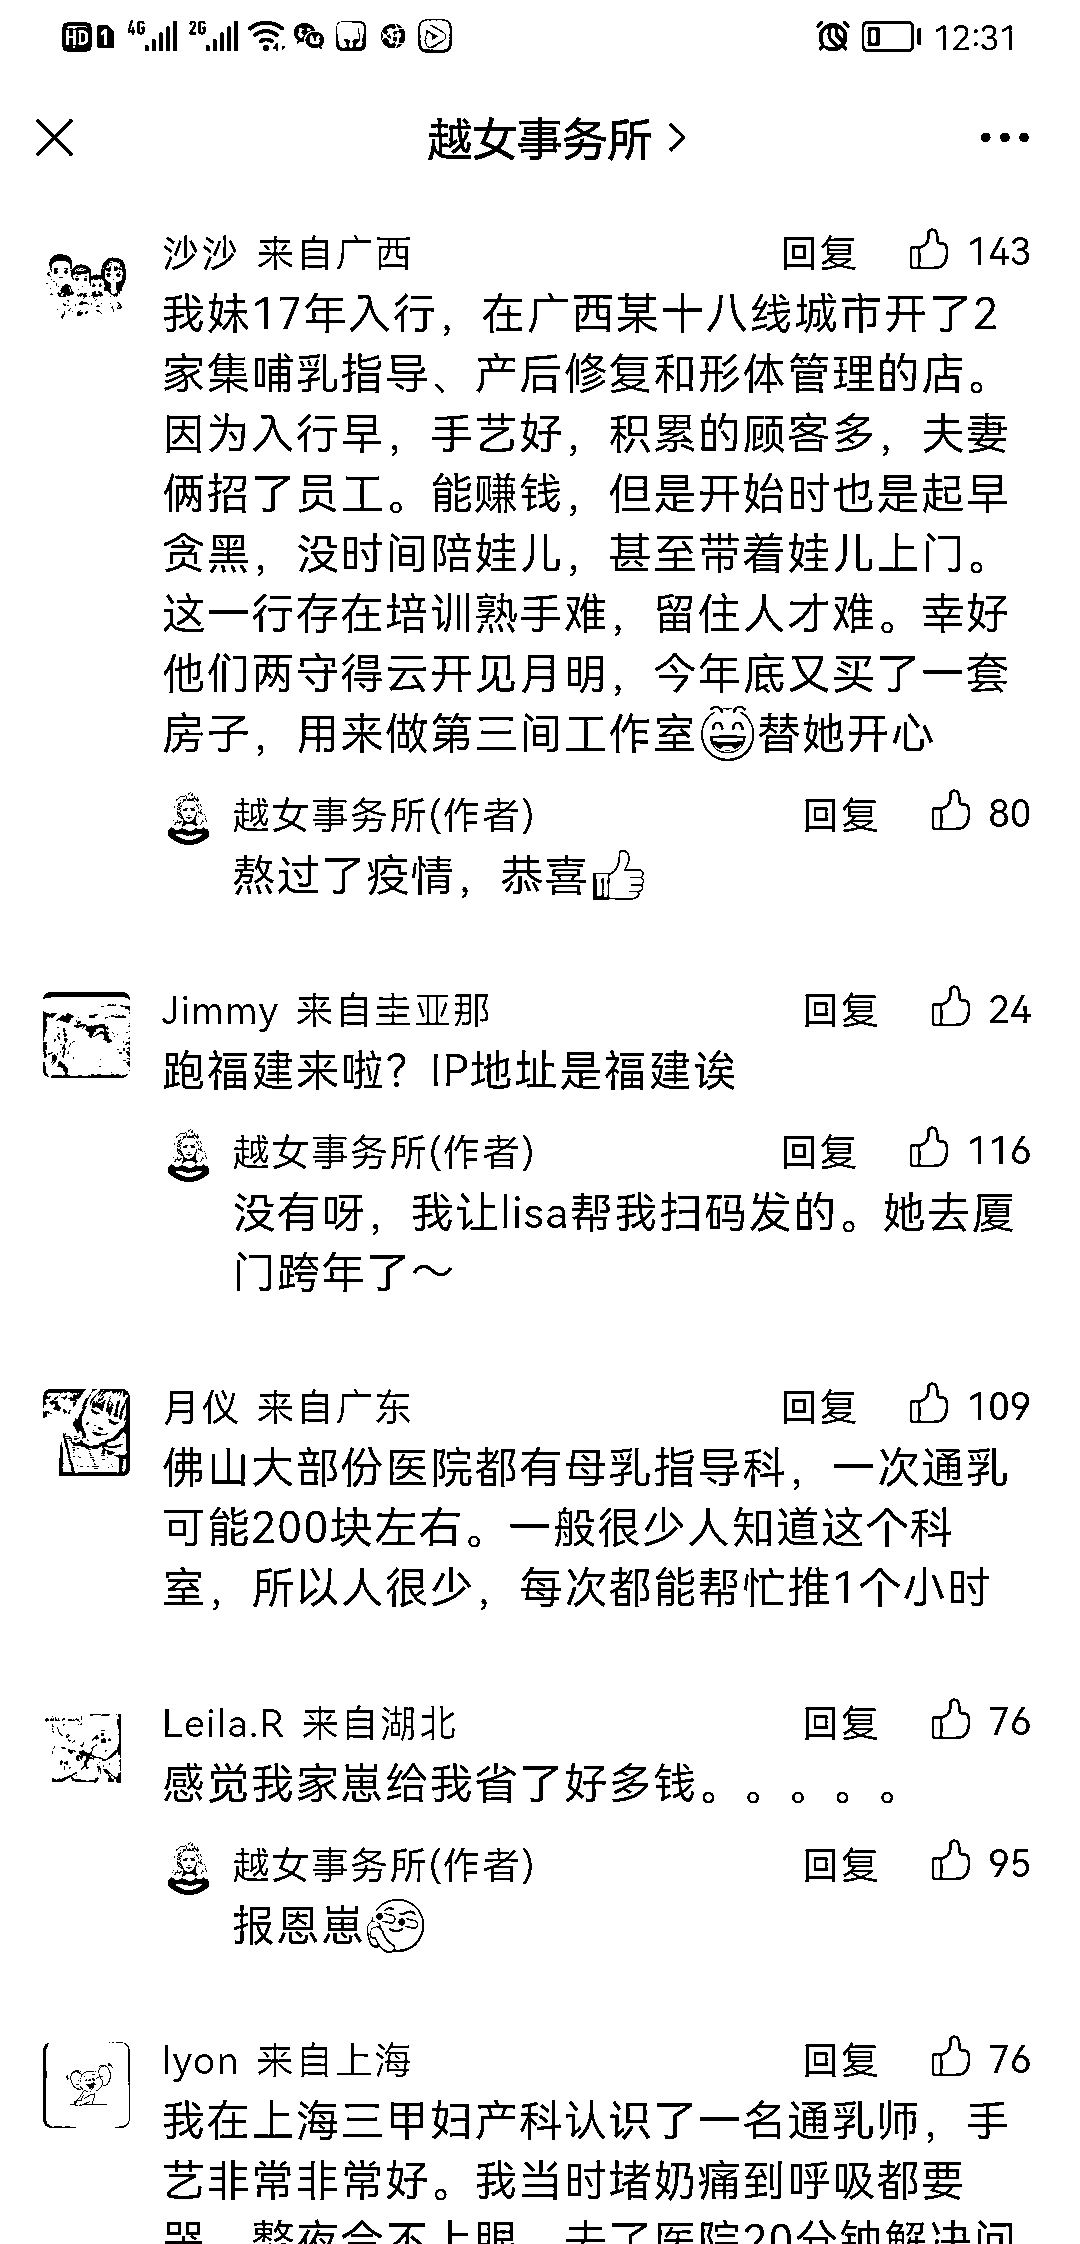 HD 1 4G 2G 12:31
越女事务所
沙沙 来自广西 回复 143
我妹17年入行，在广西某十八线城市开了2
家集哺乳指导、产后修复和形体管理的店。
因为入行早，手艺好，积累的顾客多，夫妻
俩招了员工。能赚钱，但是开始时也是起早
贪黑，没时间陪娃儿，甚至带着娃儿上门。
这一行存在培训熟手难，留住人才难。幸好
他们两守得云开见月明，今年底又买了一套
房子，用来做第三间工作室😄替她开心
越女事务所(作者) 回复 80
熬过了疫情，恭喜👍
Jimmy 来自圭亚那 回复 24
跑福建来啦？IP地址是福建诶
越女事务所(作者) 回复 116
没有呀，我让lisa帮我扫码发的。她去厦
门跨年了～
月仪 来自广东 回复 109
佛山大部份医院都有母乳指导科，一次通乳
可能200块左右。一般很少人知道这个科
室，所以人很少，每次都能帮忙推1个小时
Leila.R 来自湖北 回复 76
感觉我家崽给我省了好多钱。。。。。
越女事务所(作者) 回复 95
报恩崽
lyon 来自上海 回复 76
我在上海三甲妇产科认识了一名通乳师，手
艺非常非常好。我当时堵奶痛到呼吸都要
哭，整夜合不上眼，去了医院20分钟解决问